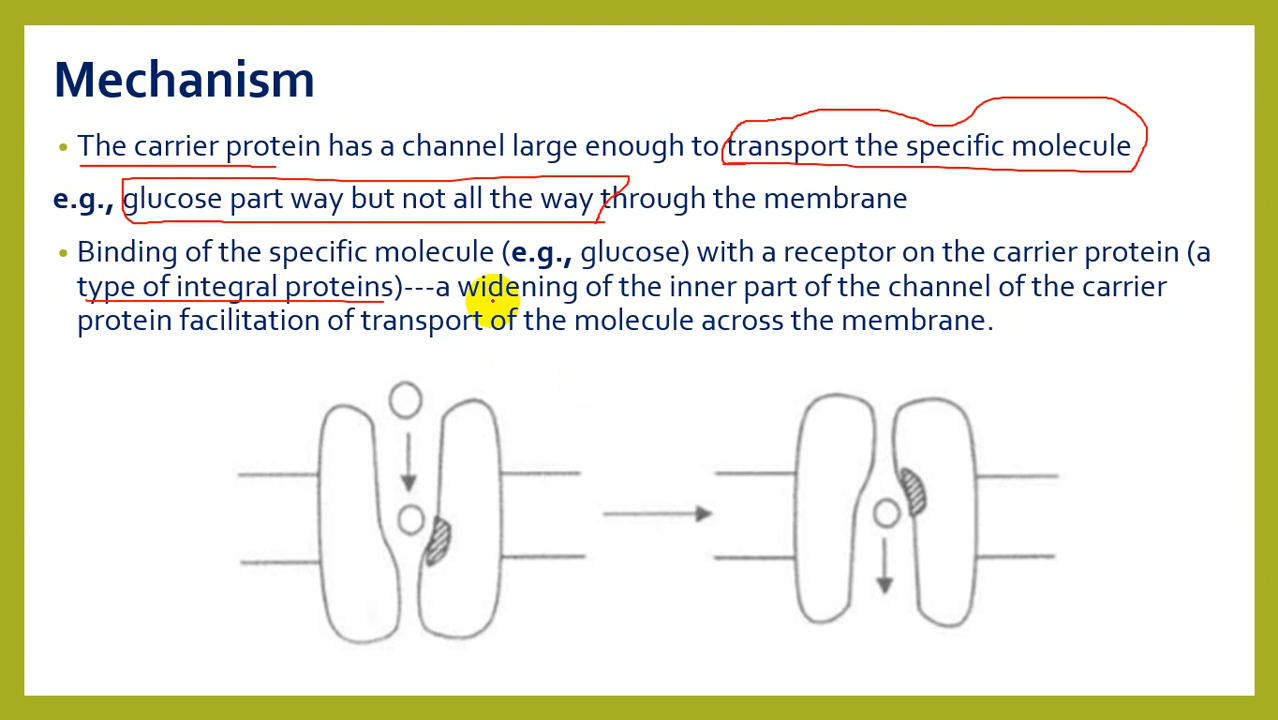 Mechanism
• The carrier protein has a channel large enough to transport the specific molecule
e.g., glucose part way but not all the way through the membrane
• Binding of the specific molecule (e.g., glucose) with a receptor on the carrier protein (a
type of integral proteins)---a widening of the inner part of the channel of the carrier
protein facilitation of transport of the molecule across the membrane.